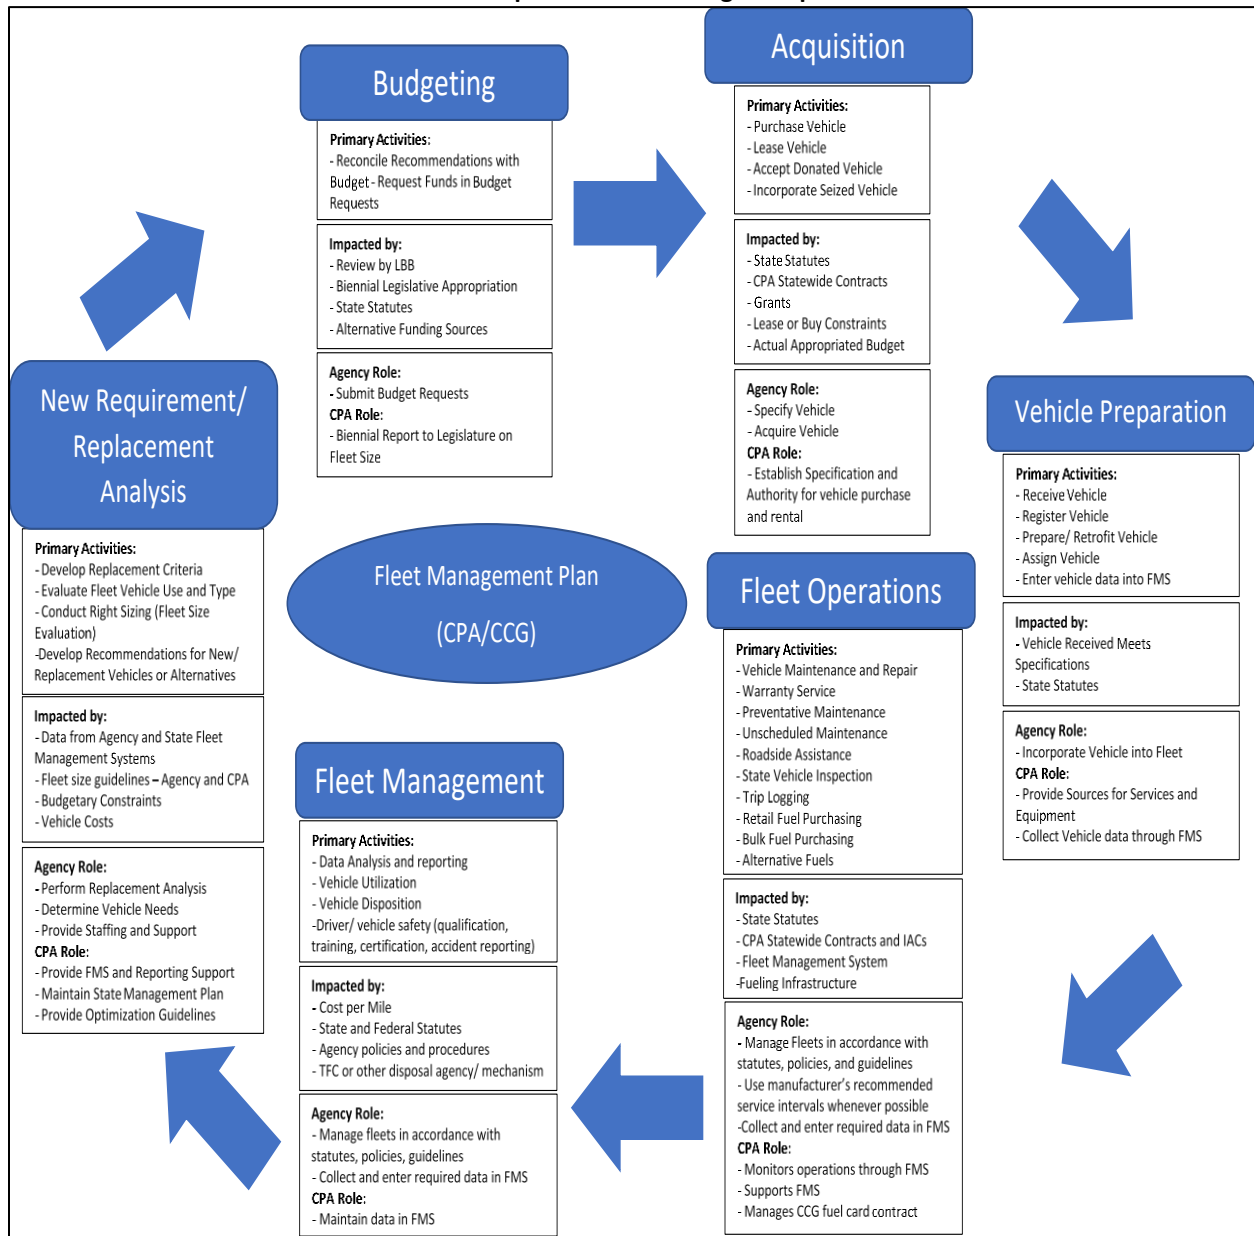 Budgeting
Primary Activities:
- Reconcile Recommendations with
Budget - Request Funds in Budget
Requests
Impacted by:
- Review by LBB
- Biennial Legislative Appropriation
- State Statutes
- Alternative Funding Sources
Agency Role:
- Submit Budget Requests
CPA Role:
- Biennial Report to Legislature on
Fleet Size
Acquisition
Primary Activities:
- Purchase Vehicle
- Lease Vehicle
- Accept Donated Vehicle
- Incorporate Seized Vehicle
Impacted by:
- State Statutes
- CPA Statewide Contracts
- Grants
- Lease or Buy Constraints
- Actual Appropriated Budget
Agency Role:
- Specify Vehicle
- Acquire Vehicle
CPA Role:
- Establish Specification and
Authority for vehicle purchase
and rental
Vehicle Preparation
Primary Activities:
- Receive Vehicle
- Register Vehicle
- Prepare/ Retrofit Vehicle
- Assign Vehicle
- Enter vehicle data into FMS
Impacted by:
- Vehicle Received Meets
Specifications
- State Statutes
Agency Role:
- Incorporate Vehicle into Fleet
CPA Role:
- Provide Sources for Services and
Equipment
- Collect Vehicle data through FMS
Fleet Operations
Primary Activities:
- Vehicle Maintenance and Repair
- Warranty Service
- Preventative Maintenance
- Unscheduled Maintenance
- Roadside Assistance
- State Vehicle Inspection
- Trip Logging
- Retail Fuel Purchasing
- Bulk Fuel Purchasing
- Alternative Fuels
Impacted by:
- State Statutes
- CPA Statewide Contracts and IACs
- Fleet Management System
-Fueling Infrastructure
Agency Role:
- Manage Fleets in accordance with
statutes, policies, and guidelines
- Use manufacturer's recommended
service intervals whenever possible
-Collect and enter required data in FMS
CPA Role:
- Monitors operations through FMS
- Supports FMS
- Manages CCG fuel card contract
Fleet Management
Primary Activities:
- Data Analysis and reporting
- Vehicle Utilization
- Vehicle Disposition
-Driver/ vehicle safety (qualification,
training, certification, accident reporting)
Impacted by:
- Cost per Mile
- State and Federal Statutes
- Agency policies and procedures
- TFC or other disposal agency/ mechanism
Agency Role:
- Manage fleets in accordance with
statutes, policies, guidelines
- Collect and enter required data in FMS
CPA Role:
- Maintain data in FMS
New Requirement/
Replacement
Analysis
Primary Activities:
- Develop Replacement Criteria
- Evaluate Fleet Vehicle Use and Type
- Conduct Right Sizing (Fleet Size
Evaluation)
-Develop Recommendations for New/
Replacement Vehicles or Alternatives
Impacted by:
- Data from Agency and State Fleet
Management Systems
- Fleet size guidelines – Agency and CPA
- Budgetary Constraints
- Vehicle Costs
Agency Role:
- Perform Replacement Analysis
- Determine Vehicle Needs
- Provide Staffing and Support
CPA Role:
- Provide FMS and Reporting Support
- Maintain State Management Plan
- Provide Optimization Guidelines
Fleet Management Plan
(CPA/CCG)